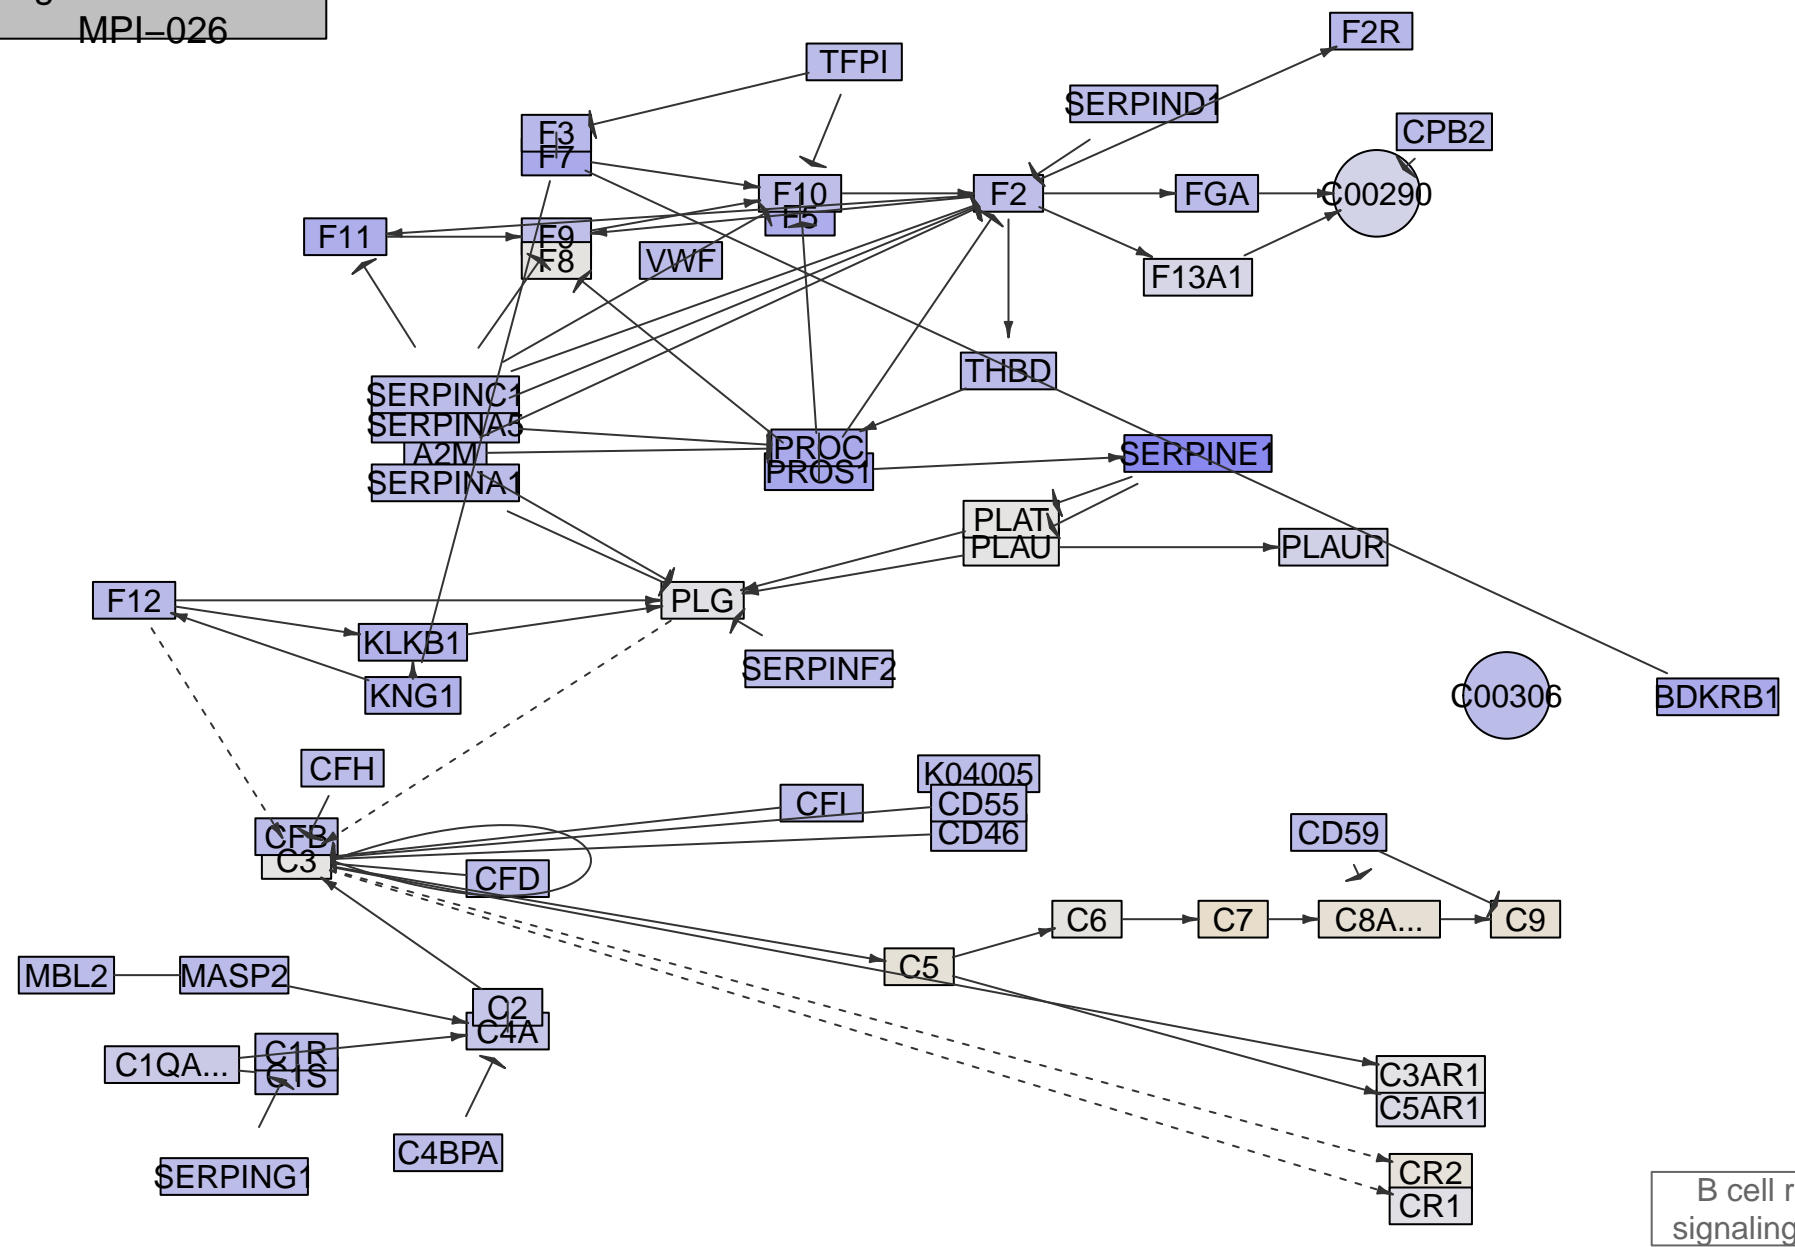 MPI–026
F2R
TFPI
SERPIND1
CPB2
F3
F7
F10
F5
F2
FGA
C00290
F11
F9
F8
VWF
F13A1
THBD
SERPINC1
SERPINA5
A2M
SERPINA1
PROC
PROS1
SERPINE1
PLAT
PLAU
PLAUR
F12
PLG
KLKB1
SERPINF2
KNG1
C00306
BDKRB1
CFH
K04005
CFI
CD55
CD46
CD59
CFB
C3
CFD
C6
C7
C8A...
C9
C5
MBL2
MASP2
C2
C4A
C1QA...
C1R
C1S
C3AR1
C5AR1
C4BPA
SERPING1
CR2
CR1
B cell r
signaling